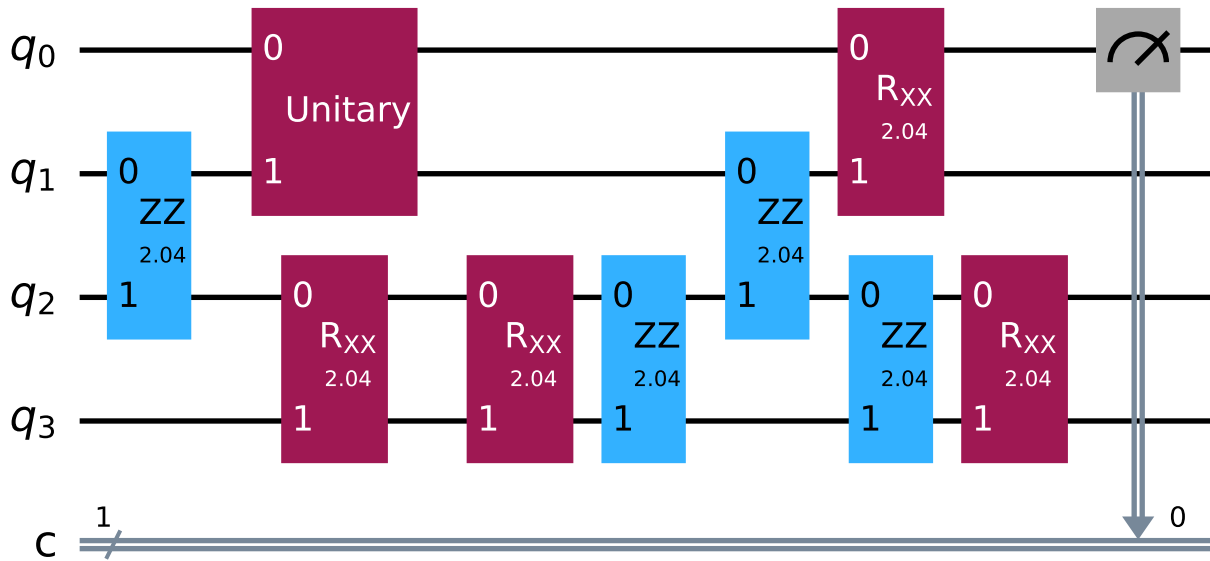 q0 0 0
Unitary RXX
2.04
q1 0 1 0 1
ZZ ZZ
2.04 2.04
q2 1 0 0 0 1 0 0
RXX RXX ZZ ZZ RXX
2.04 2.04 2.04 2.04 2.04
q3 1 1 1 1 1
1 0
c